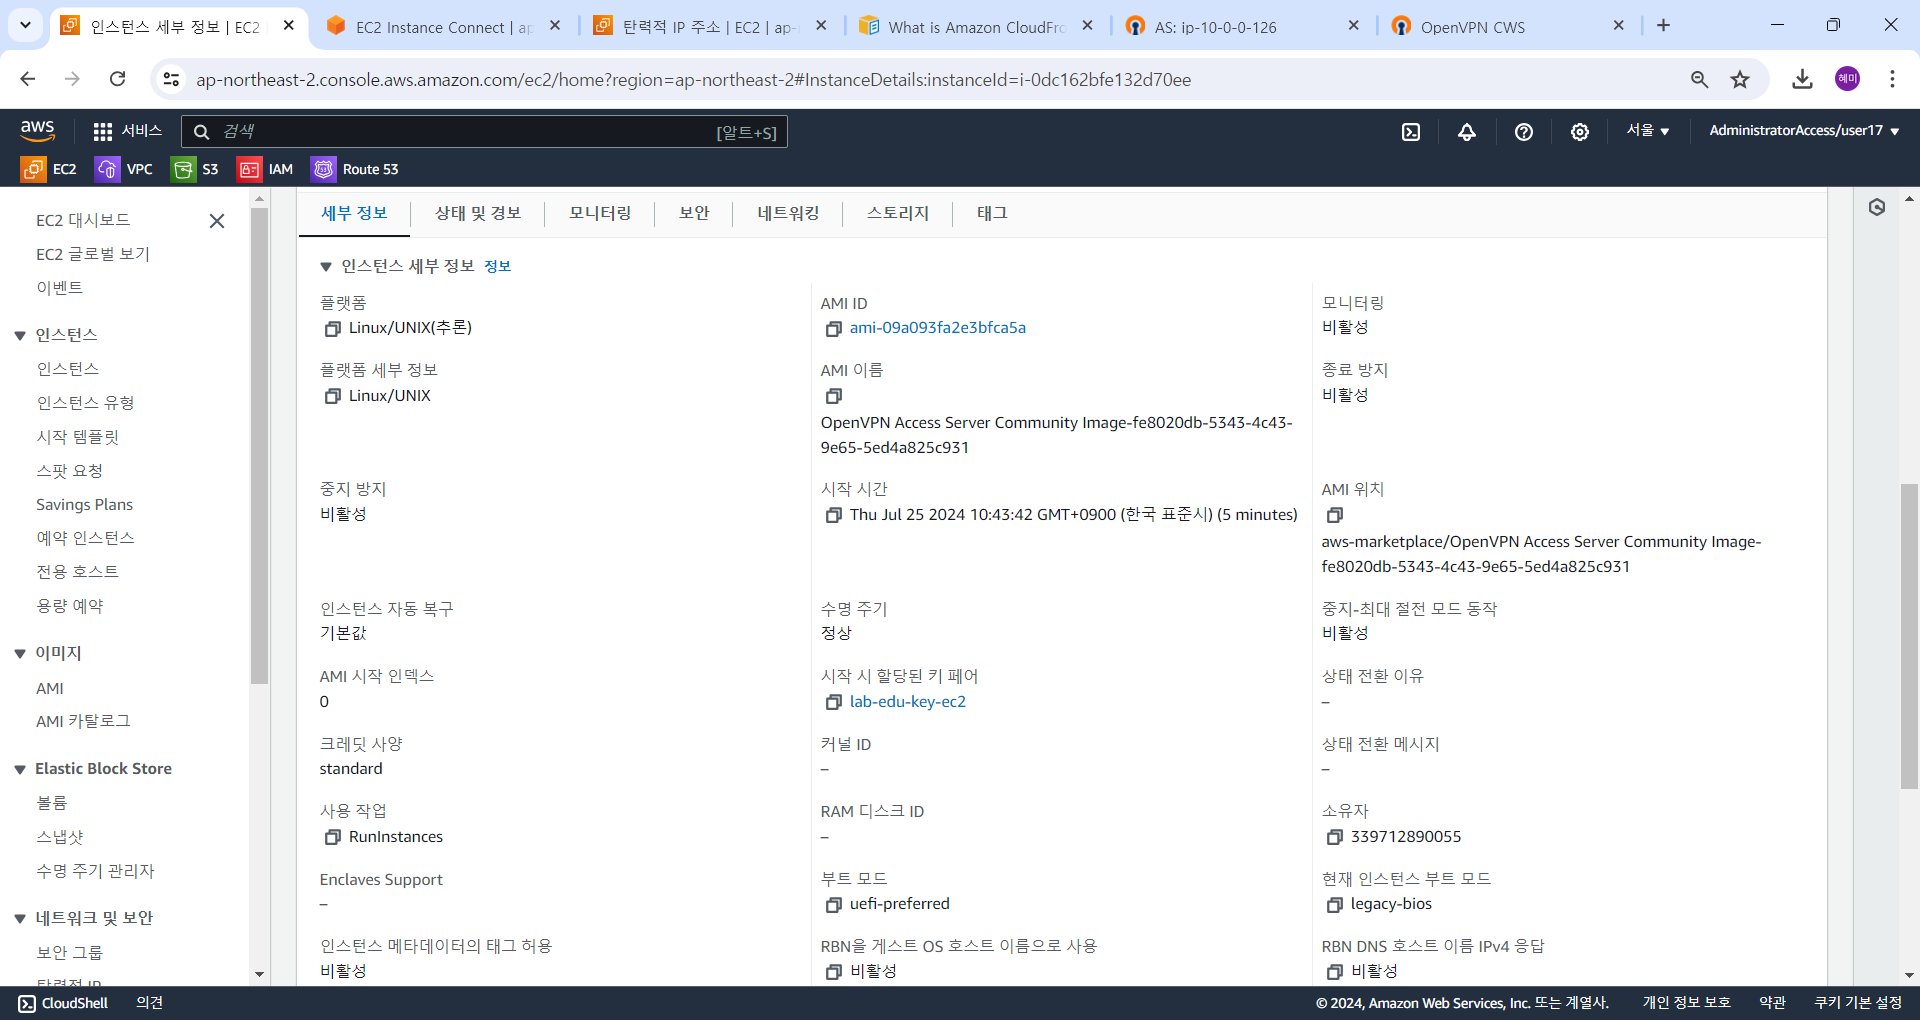 인스턴스 세부 정보 | EC2
EC2 Instance Connect | ap
탄력적 IP 주소 | EC2 | ap-
What is Amazon CloudFro
AS: ip-10-0-0-126
OpenVPN CWS
ap-northeast-2.console.aws.amazon.com/ec2/home?region=ap-northeast-2#InstanceDetails:instanceId=i-0dc162bfe132d70ee
혜미
aws
서비스
검색
[알트+S]
서울
AdministratorAccess/user17
EC2
VPC
S3
IAM
Route 53
EC2 대시보드
EC2 글로벌 보기
이벤트
인스턴스
인스턴스
인스턴스 유형
시작 템플릿
스팟 요청
Savings Plans
예약 인스턴스
전용 호스트
용량 예약
이미지
AMI
AMI 카탈로그
Elastic Block Store
볼륨
스냅샷
수명 주기 관리자
네트워크 및 보안
보안 그룹
탄력적 IP
세부 정보
상태 및 경보
모니터링
보안
네트워킹
스토리지
태그
인스턴스 세부 정보 정보
플랫폼
Linux/UNIX(추론)
AMI ID
ami-09a093fa2e3bfca5a
모니터링
비활성
플랫폼 세부 정보
Linux/UNIX
AMI 이름
OpenVPN Access Server Community Image-fe8020db-5343-4c43-
9e65-5ed4a825c931
종료 방지
비활성
중지 방지
비활성
시작 시간
Thu Jul 25 2024 10:43:42 GMT+0900 (한국 표준시) (5 minutes)
AMI 위치
aws-marketplace/OpenVPN Access Server Community Image-
fe8020db-5343-4c43-9e65-5ed4a825c931
인스턴스 자동 복구
기본값
수명 주기
정상
중지-최대 절전 모드 동작
비활성
AMI 시작 인덱스
0
시작 시 할당된 키 페어
lab-edu-key-ec2
상태 전환 이유
–
크레딧 사양
standard
커널 ID
–
상태 전환 메시지
–
사용 작업
RunInstances
RAM 디스크 ID
–
소유자
339712890055
Enclaves Support
–
부트 모드
uefi-preferred
현재 인스턴스 부트 모드
legacy-bios
인스턴스 메타데이터의 태그 허용
비활성
RBN을 게스트 OS 호스트 이름으로 사용
비활성
RBN DNS 호스트 이름 IPv4 응답
비활성
CloudShell
의견
© 2024, Amazon Web Services, Inc. 또는 계열사.
개인 정보 보호
약관
쿠키 기본 설정